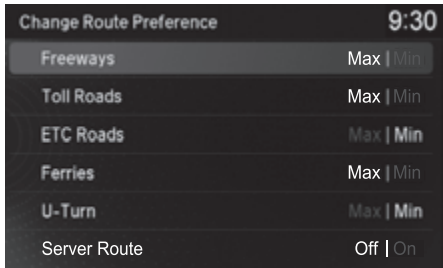 Change Route Preference 9:30
Freeways Max | Min
Toll Roads Max | Min
ETC Roads Max | Min
Ferries Max | Min
U-Turn Max | Min
Server Route Off | On